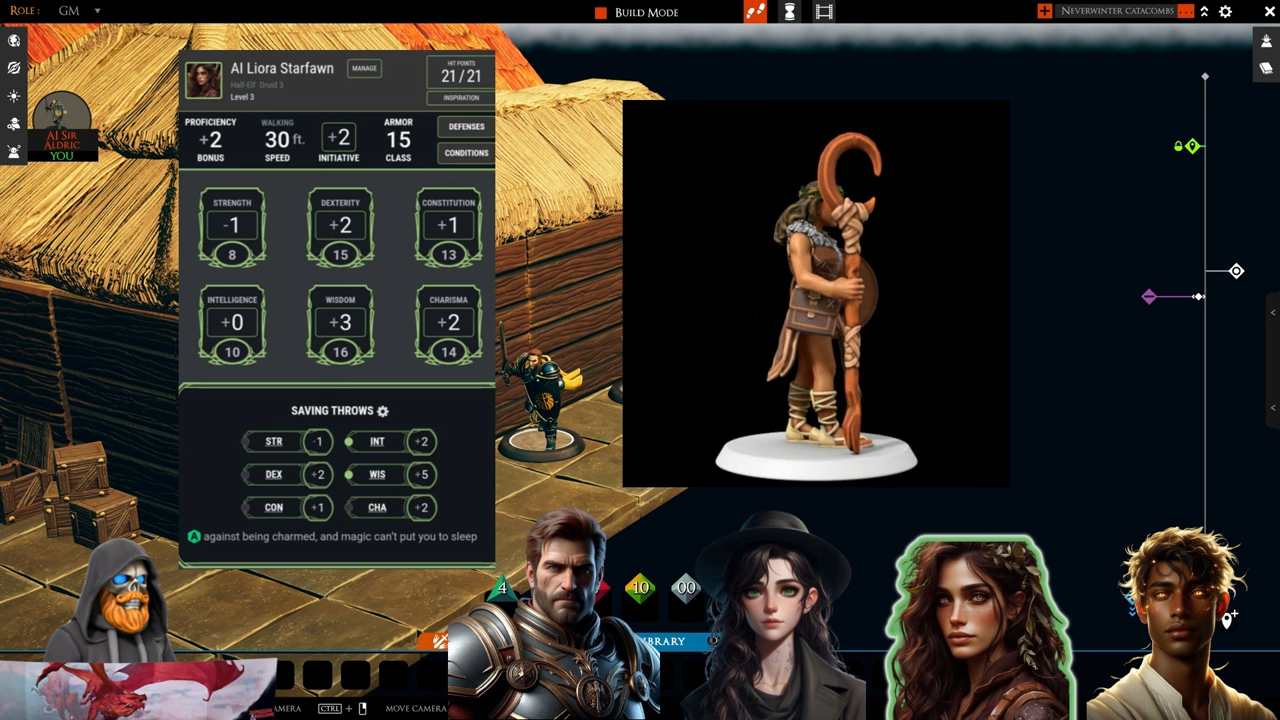 ROLE: GM
BUILD MODE
NEVERWINTER CATACOMBS ...
AI Liora Starfawn
MANAGE
Half-Elf Druid 3
Level 3
HIT POINTS
21/21
INSPIRATION
PROFICIENCY
+2
BONUS
WALKING
30 ft.
SPEED
+2
INITIATIVE
ARMOR
15
CLASS
DEFENSES
CONDITIONS
AI SIR
ALDRIC
YOU
STRENGTH
-1
8
DEXTERITY
+2
15
CONSTITUTION
+1
13
INTELLIGENCE
+0
10
WISDOM
+3
16
CHARISMA
+2
14
SAVING THROWS
STR -1
INT +2
DEX +2
WIS +5
CON +1
CHA +2
A against being charmed, and magic can't put you to sleep
4
10
00
CTRL +
MOVE CAMERA